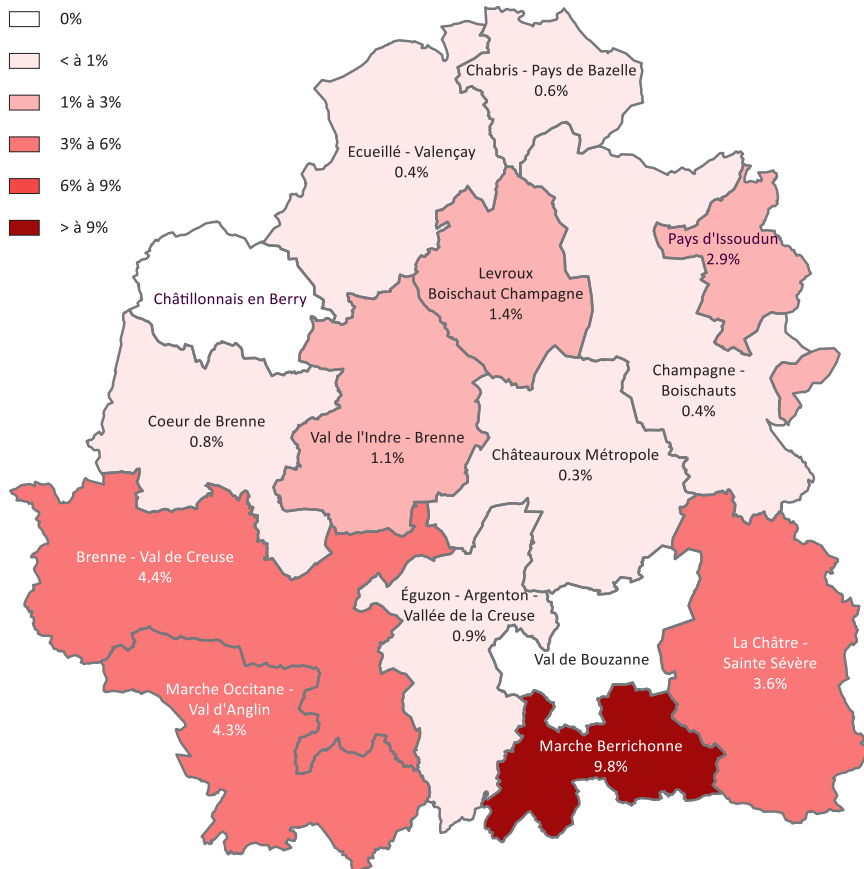 0%
< à 1%
1% à 3%
3% à 6%
6% à 9%
> à 9%
Chabris - Pays de Bazelle
0.6%
Ecueillé - Valençay
0.4%
Pays d'Issoudun
2.9%
Levroux
Boischaut Champagne
1.4%
Châtillonnais en Berry
Champagne -
Boischauts
0.4%
Coeur de Brenne
0.8%
Val de l'Indre - Brenne
1.1%
Châteauroux Métropole
0.3%
Brenne - Val de Creuse
4.4%
Éguzon - Argenton -
Vallée de la Creuse
0.9%
Val de Bouzanne
La Châtre -
Sainte Sévère
3.6%
Marche Occitane -
Val d'Anglin
4.3%
Marche Berrichonne
9.8%